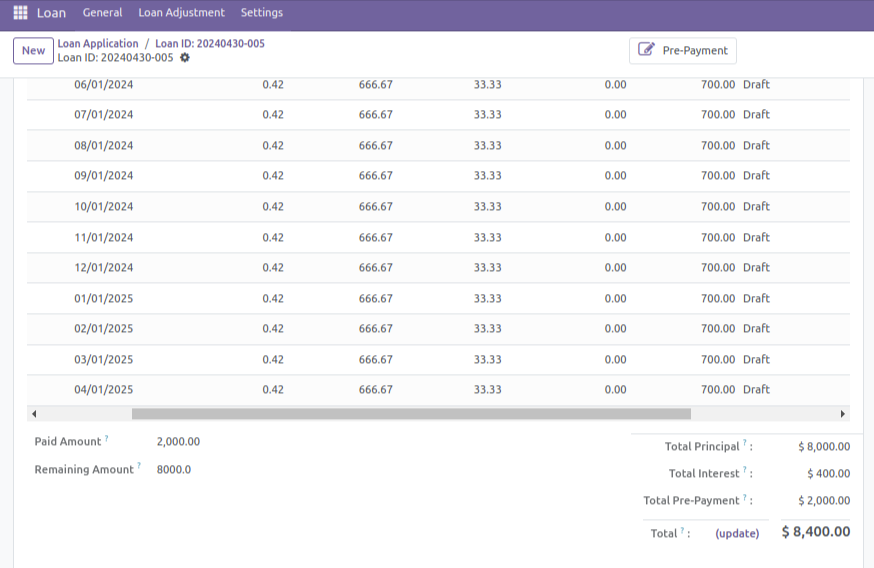 Loan General Loan Adjustment Settings
New Loan Application / Loan ID: 20240430-005
Loan ID: 20240430-005
Pre-Payment
06/01/2024 0.42 666.67 33.33 0.00 700.00 Draft
07/01/2024 0.42 666.67 33.33 0.00 700.00 Draft
08/01/2024 0.42 666.67 33.33 0.00 700.00 Draft
09/01/2024 0.42 666.67 33.33 0.00 700.00 Draft
10/01/2024 0.42 666.67 33.33 0.00 700.00 Draft
11/01/2024 0.42 666.67 33.33 0.00 700.00 Draft
12/01/2024 0.42 666.67 33.33 0.00 700.00 Draft
01/01/2025 0.42 666.67 33.33 0.00 700.00 Draft
02/01/2025 0.42 666.67 33.33 0.00 700.00 Draft
03/01/2025 0.42 666.67 33.33 0.00 700.00 Draft
04/01/2025 0.42 666.67 33.33 0.00 700.00 Draft
Paid Amount ? 2,000.00
Remaining Amount ? 8000.0
Total Principal ? : $ 8,000.00
Total Interest ? : $ 400.00
Total Pre-Payment ? : $ 2,000.00
Total ? : (update) $ 8,400.00